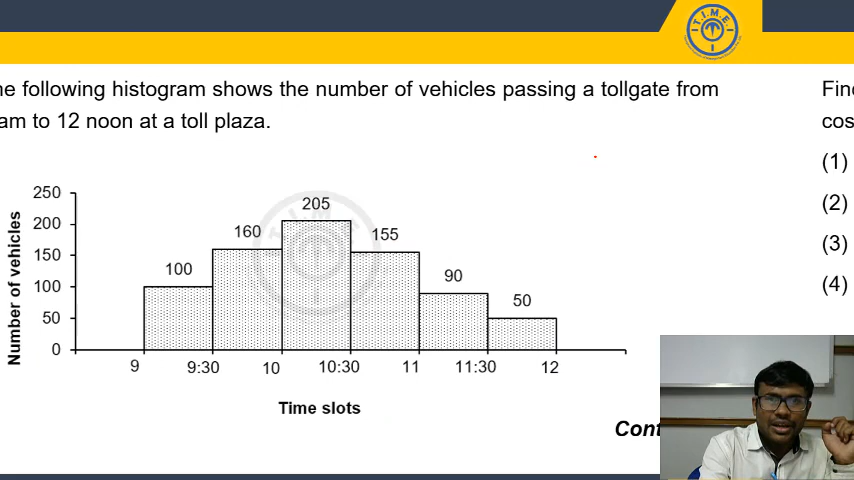 T.I.M.E.
he following histogram shows the number of vehicles passing a tollgate from
am to 12 noon at a toll plaza.
Find
cos
(1)
(2)
(3)
(4)
Number of vehicles
250
200
150
100
50
0
100
160
205
155
90
50
9
9:30
10
10:30
11
11:30
12
Time slots
Cont